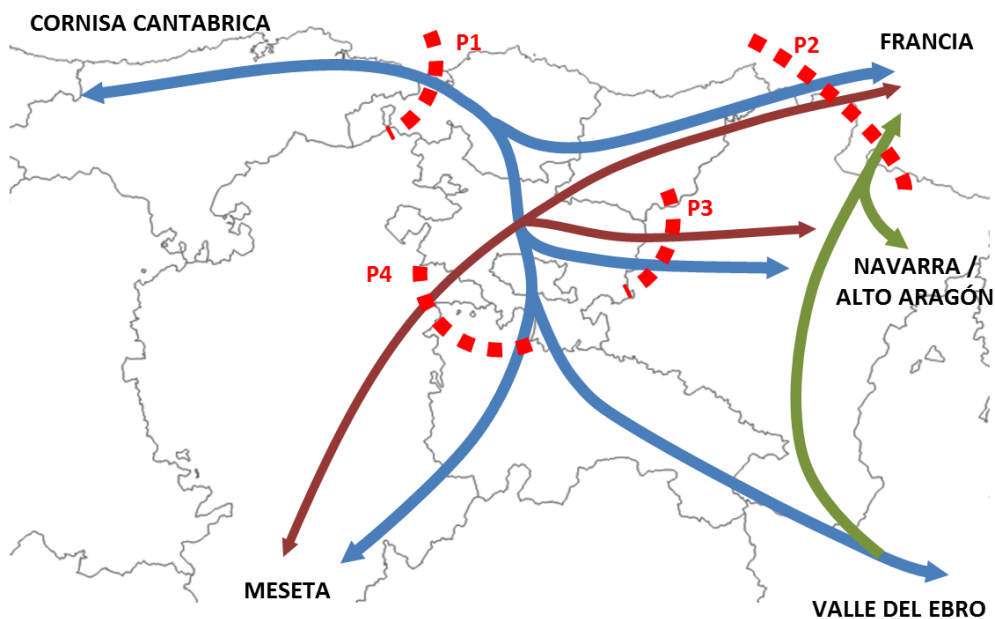 CORNISA CANTABRICA
P1
P2
FRANCIA
P3
P4
NAVARRA /
ALTO ARAGÓN
MESETA
VALLE DEL EBRO